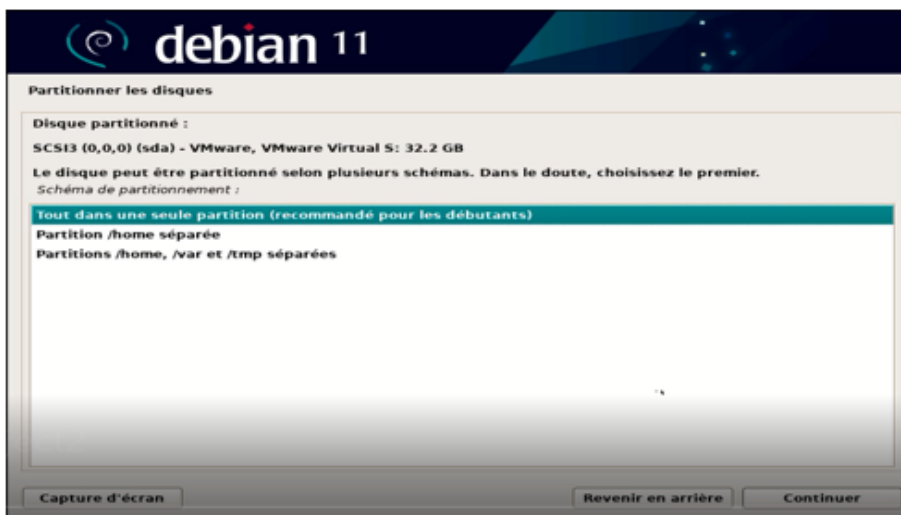 debian 11
Partitionner les disques
Disque partitionné :
SCSI3 (0,0,0) (sda) - VMware, VMware Virtual S: 32.2 GB
Le disque peut être partitionné selon plusieurs schémas. Dans le doute, choisissez le premier.
Schéma de partitionnement :
Tout dans une seule partition (recommandé pour les débutants)
Partition /home séparée
Partitions /home, /var et /tmp séparées
Capture d'écran Revenir en arrière Continuer